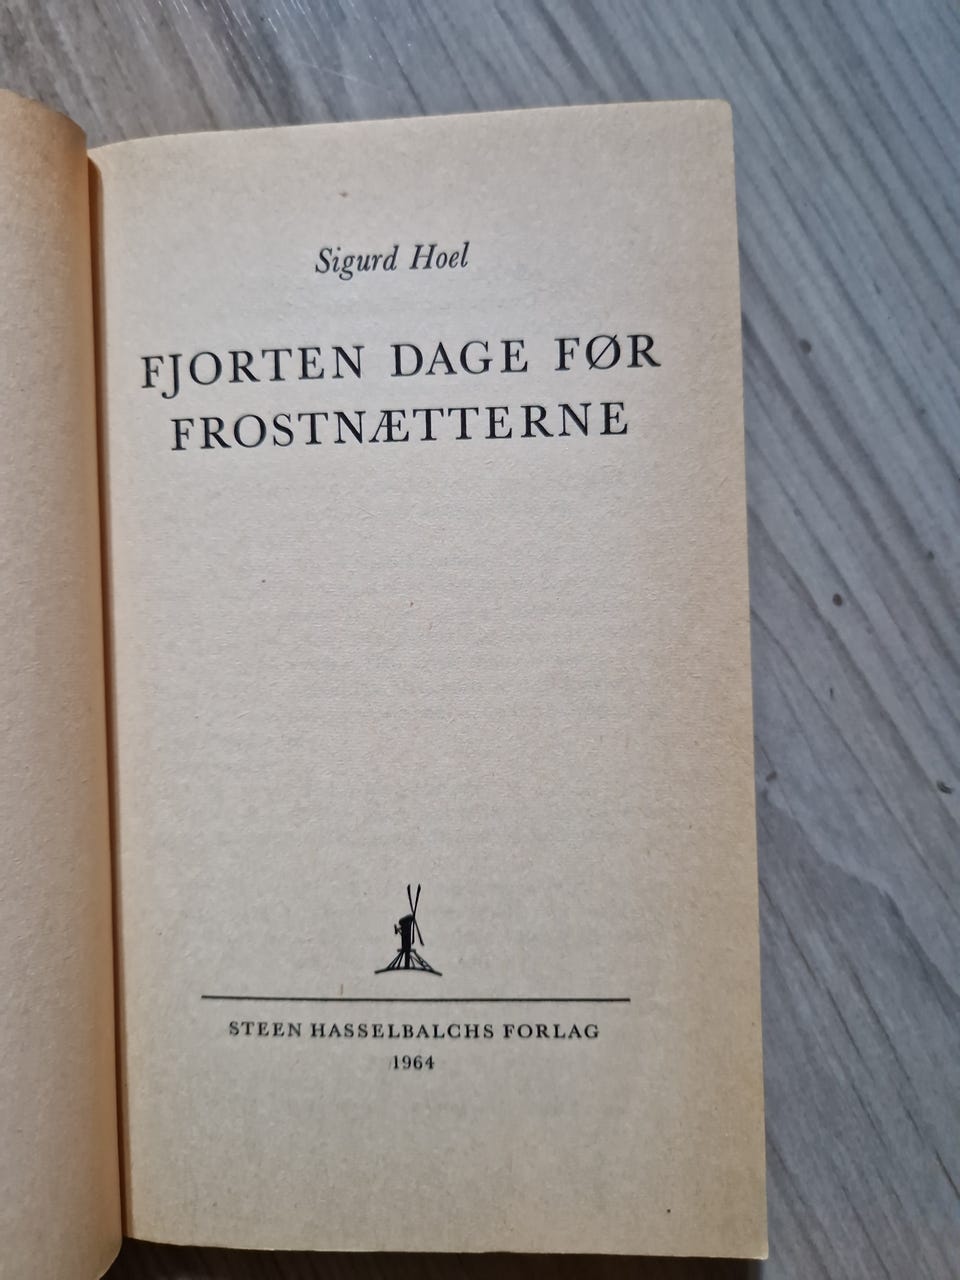 Sigurd Hoel
FJORTEN DAGE FØR
FROSTNÆTTERNE
STEEN HASSELBALCHS FORLAG
1964